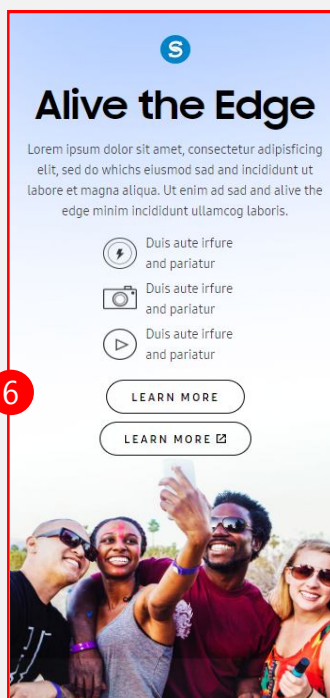 S
Alive the Edge
Lorem ipsum dolor sit amet, consectetur adipisficing
elit, sed do whichs eiusmod sad and incididunt ut
labore et magna aliqua. Ut enim ad sad and alive the
edge minim incididunt ullamcog laboris.
Duis aute irfure
and pariatur
Duis aute irfure
and pariatur
Duis aute irfure
and pariatur
6
LEARN MORE
LEARN MORE